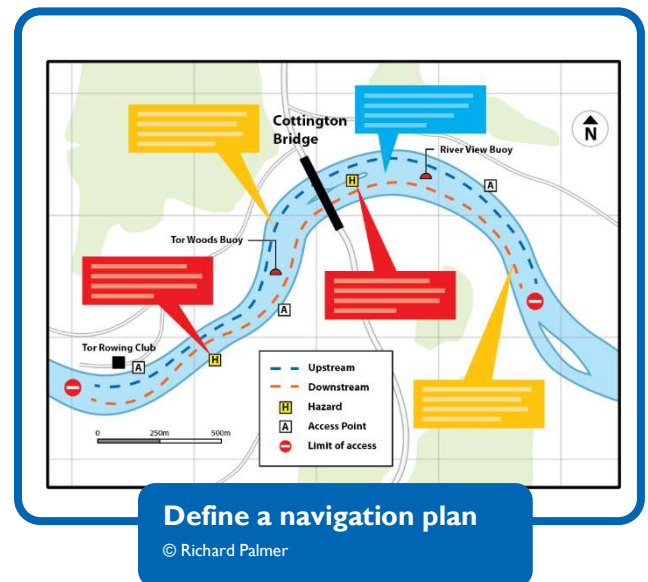 Cottington
Bridge
N
River View Buoy
H
A
Tor Woods Buoy
A
Tor Rowing Club
A
H
0 250m 500m
Upstream
Downstream
H Hazard
A Access Point
Limit of access
Define a navigation plan
© Richard Palmer